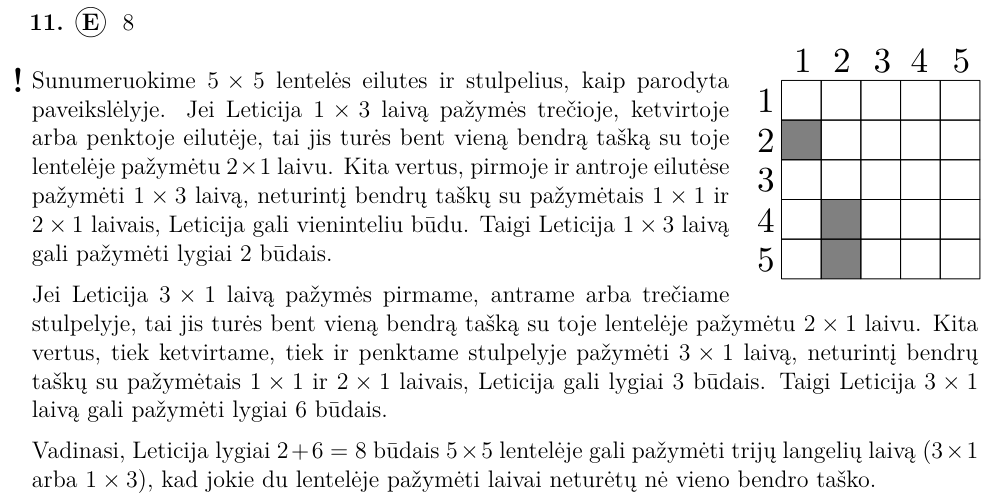 11. E 8
1 2 3 4 5
1
2
3
4
5
! Sunumeruokime 5 × 5 lentelės eilutes ir stulpelius, kaip parodyta
paveikslėlyje. Jei Leticija 1 × 3 laivą pažymės trečioje, ketvirtoje
arba penktoje eilutėje, tai jis turės bent vieną bendrą tašką su toje
lentelėje pažymėtu 2×1 laivu. Kita vertus, pirmoje ir antroje eilutėse
pažymėti 1 × 3 laivą, neturintį bendrų taškų su pažymėtais 1 × 1 ir
2 × 1 laivais, Leticija gali vieninteliu būdu. Taigi Leticija 1 × 3 laivą
gali pažymėti lygiai 2 būdais.
Jei Leticija 3 × 1 laivą pažymės pirmame, antrame arba trečiame
stulpelyje, tai jis turės bent vieną bendrą tašką su toje lentelėje pažymėtu 2 × 1 laivu. Kita
vertus, tiek ketvirtame, tiek ir penktame stulpelyje pažymėti 3 × 1 laivą, neturintį bendrų
taškų su pažymėtais 1 × 1 ir 2 × 1 laivais, Leticija gali lygiai 3 būdais. Taigi Leticija 3 × 1
laivą gali pažymėti lygiai 6 būdais.
Vadinasi, Leticija lygiai 2+6 = 8 būdais 5×5 lentelėje gali pažymėti trijų langelių laivą (3×1
arba 1 × 3), kad jokie du lentelėje pažymėti laivai neturėtų nė vieno bendro taško.